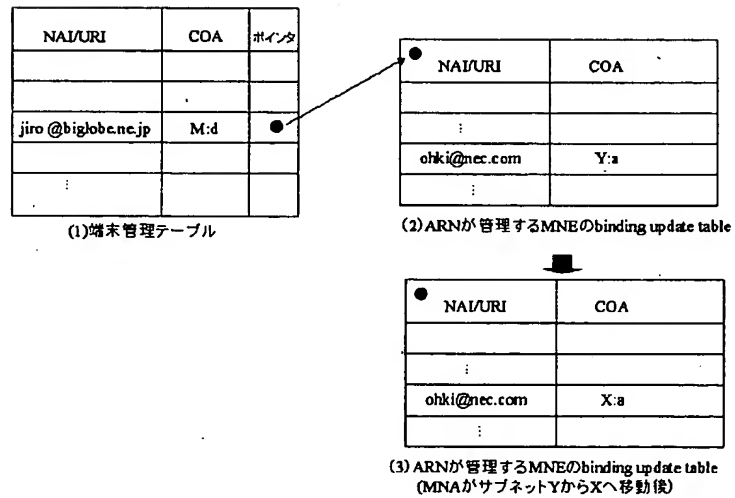 NAI/URI COA ポインタ
jiro @biglobe.ne.jp M:d
⋮
(1)端末管理テーブル
NAI/URI COA
⋮
ohki@nec.com Y:a
⋮
(2)ARNが管理するMNEのbinding update table
NAI/URI COA
⋮
ohki@nec.com X:a
⋮
(3)ARNが管理するMNEのbinding update table
(MNAがサブネットYからXへ移動後)